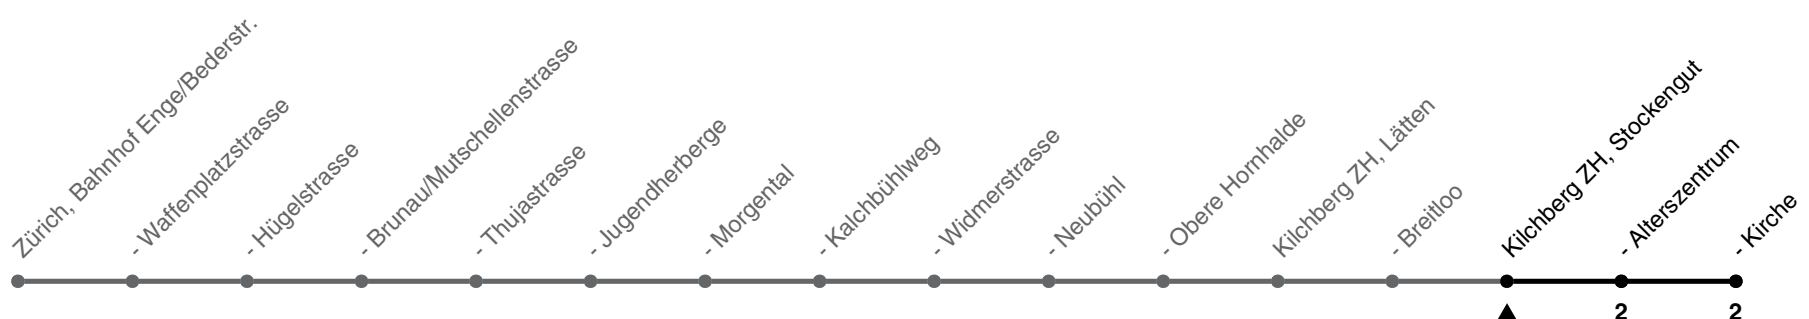 Zürich, Bahnhof Enge/Bederstr.
- Waffenplatzstrasse
- Hügelstrasse
- Brunau/Mutschellenstrasse
- Thujastrasse
- Jugendherberge
- Morgental
- Kalchbühlweg
- Widmerstrasse
- Neubühl
- Obere Hornhalde
Kilchberg ZH, Lätten
- Breitloo
Kilchberg ZH, Stockengut
- Alterszentrum
- Kirche
2
2